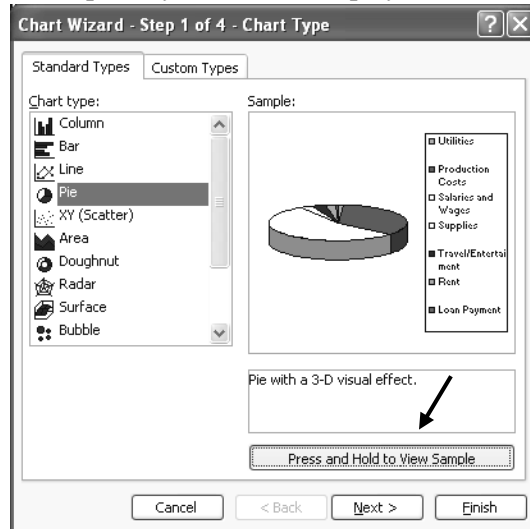 Chart Wizard - Step 1 of 4 - Chart Type
Standard Types
Custom Types
Chart type:
Column
Bar
Line
Pie
XY (Scatter)
Area
Doughnut
Radar
Surface
Bubble
Sample:
Utilities
Production
Costs
Salaries and
Wages
Supplies
Travel/Entertai
ment
Rent
Loan Payment
Pie with a 3-D visual effect.
Press and Hold to View Sample
Cancel
< Back
Next >
Finish